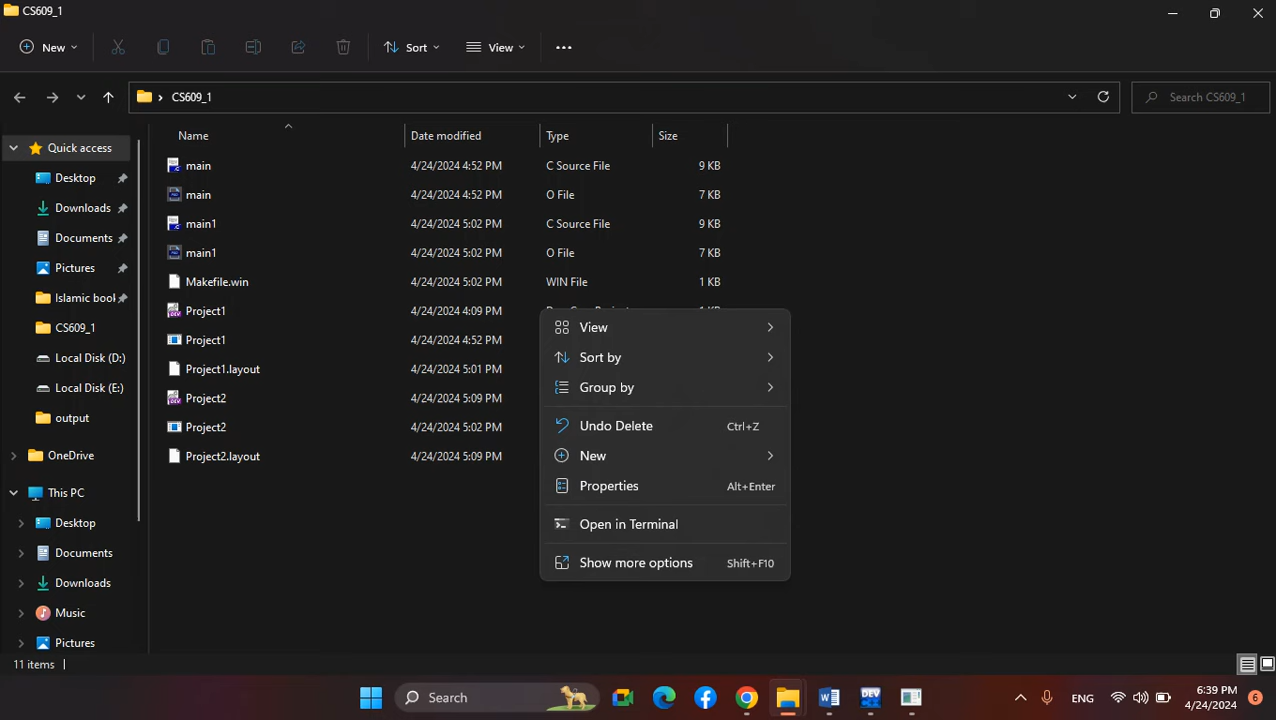 CS609_1
New Sort View
CS609_1 Search CS609_1
Name Date modified Type Size
Quick access
Desktop
Downloads
Documents
Pictures
Islamic book
CS609_1
Local Disk (D:)
Local Disk (E:)
output
OneDrive
This PC
Desktop
Documents
Downloads
Music
Pictures
main 4/24/2024 4:52 PM C Source File 9 KB
main 4/24/2024 4:52 PM O File 7 KB
main1 4/24/2024 5:02 PM C Source File 9 KB
main1 4/24/2024 5:02 PM O File 7 KB
Makefile.win 4/24/2024 5:02 PM WIN File 1 KB
Project1 4/24/2024 4:09 PM
Project1 4/24/2024 4:52 PM
Project1.layout 4/24/2024 5:01 PM
Project2 4/24/2024 5:09 PM
Project2 4/24/2024 5:02 PM
Project2.layout 4/24/2024 5:09 PM
View
Sort by
Group by
Undo Delete Ctrl+Z
New
Properties Alt+Enter
Open in Terminal
Show more options Shift+F10
11 items
Search
DEV
ENG
6:39 PM
4/24/2024
6